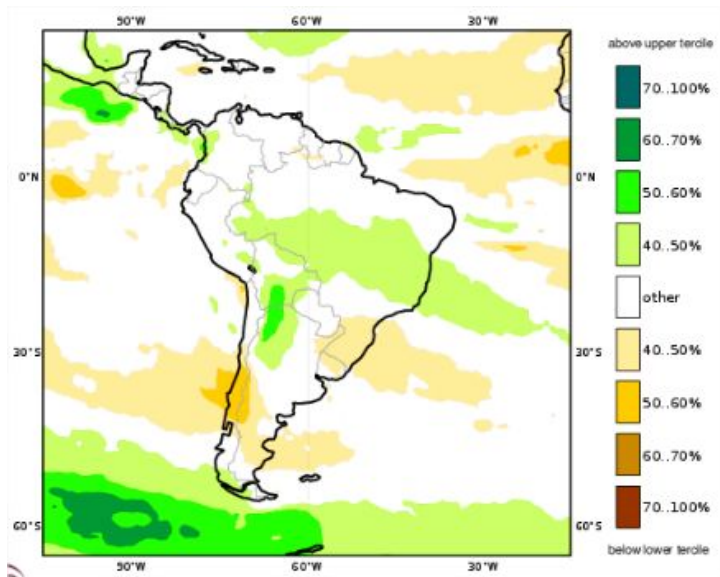 90°W 60°W 30°W
above upper tercile
70..100%
60..70%
0°N 0°N
50..60%
40..50%
other
30°S 30°S
40..50%
50..60%
60..70%
70..100%
60°S 60°S
below lower tercile
90°W 60°W 30°W